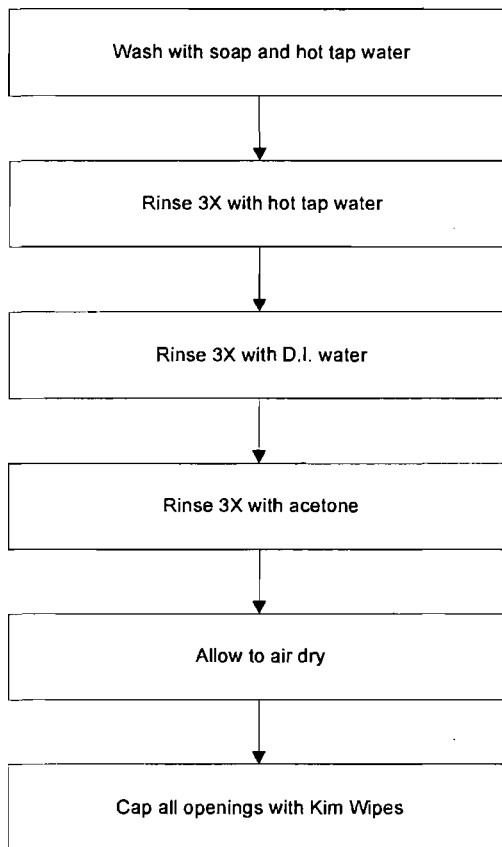 Wash with soap and hot tap water
Rinse 3X with hot tap water
Rinse 3X with D.I. water
Rinse 3X with acetone
Allow to air dry
Cap all openings with Kim Wipes